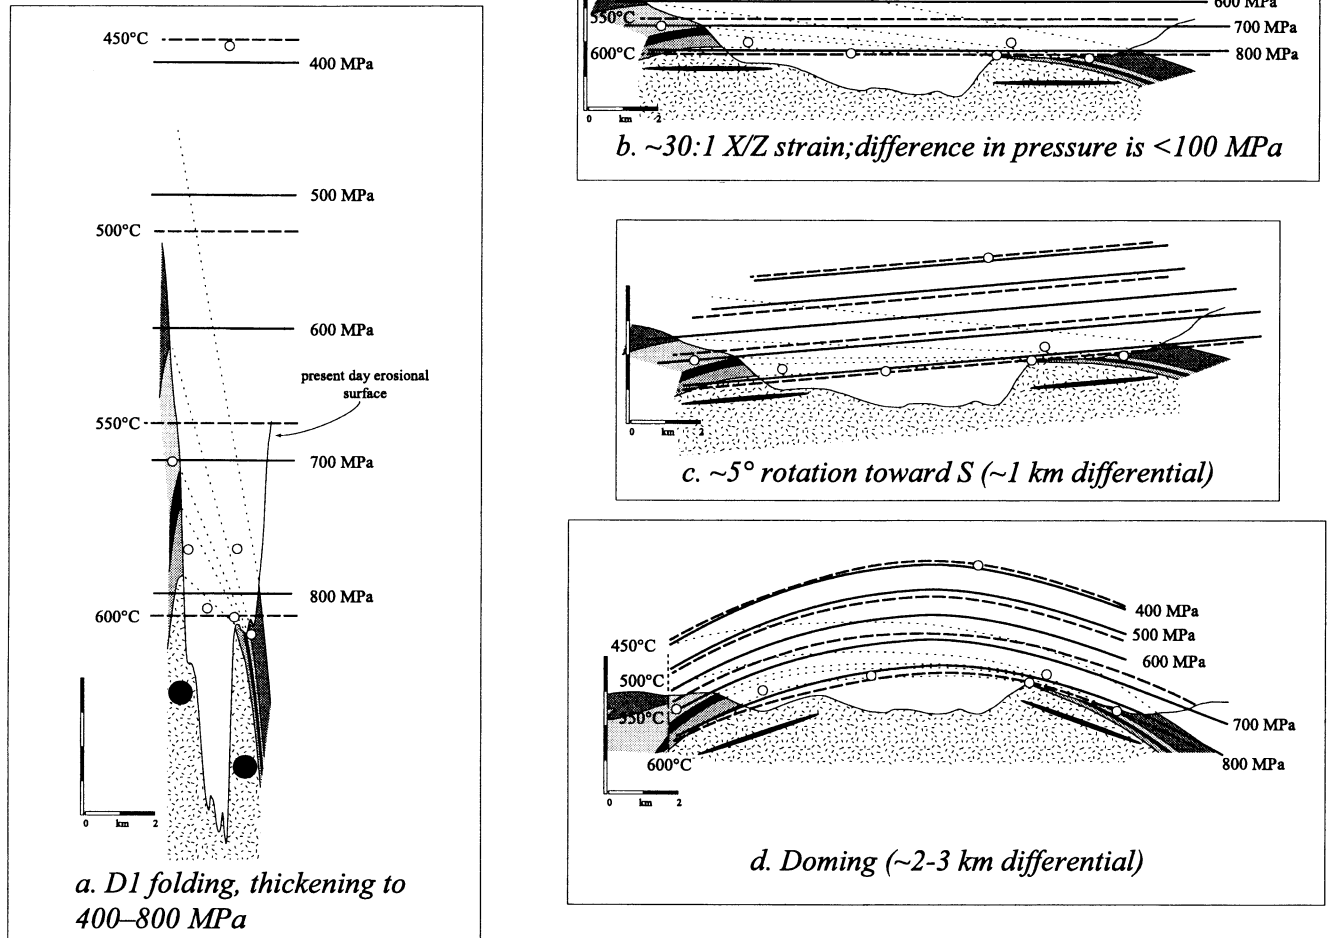 450°C
400 MPa
500 MPa
500°C
600 MPa
present day erosional
surface
550°C
700 MPa
800 MPa
600°C
0 km 2
a. D1 folding, thickening to
400–800 MPa
600 MPa
550°C
700 MPa
600°C
800 MPa
0 km 2
b. ~30:1 X/Z strain;difference in pressure is <100 MPa
0 km 2
c. ~5° rotation toward S (~1 km differential)
400 MPa
500 MPa
450°C
600 MPa
500°C
550°C
700 MPa
600°C
800 MPa
0 km 2
d. Doming (~2-3 km differential)